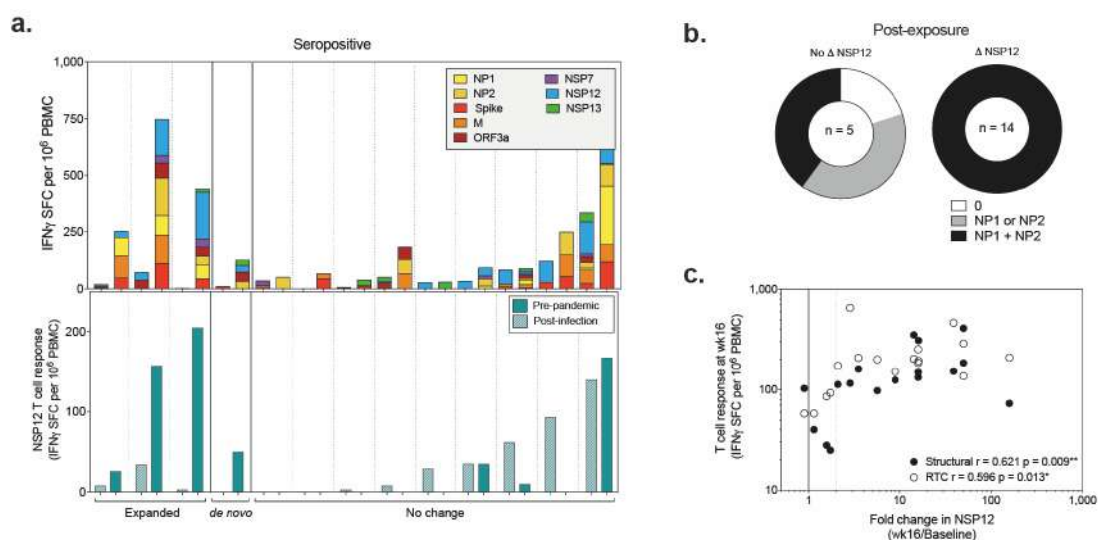 a.
Seropositive
1,000
750
500
250
0
IFNγ SFC per 10⁶ PBMC
NP1
NP2
Spike
M
ORF3a
NSP7
NSP12
NSP13
200
100
0
NSP12 T cell response
(IFNγ SFC per 10⁶ PBMC)
Pre-pandemic
Post-infection
Expanded
de novo
No change
b.
Post-exposure
No Δ NSP12
Δ NSP12
n = 5
n = 14
0
NP1 or NP2
NP1 + NP2
c.
1,000
100
10
T cell response at wk16
(IFNγ SFC per 10⁶ PBMC)
Structural r = 0.621 p = 0.009**
RTC r = 0.596 p = 0.013*
1
10
100
1,000
Fold change in NSP12
(wk16/Baseline)